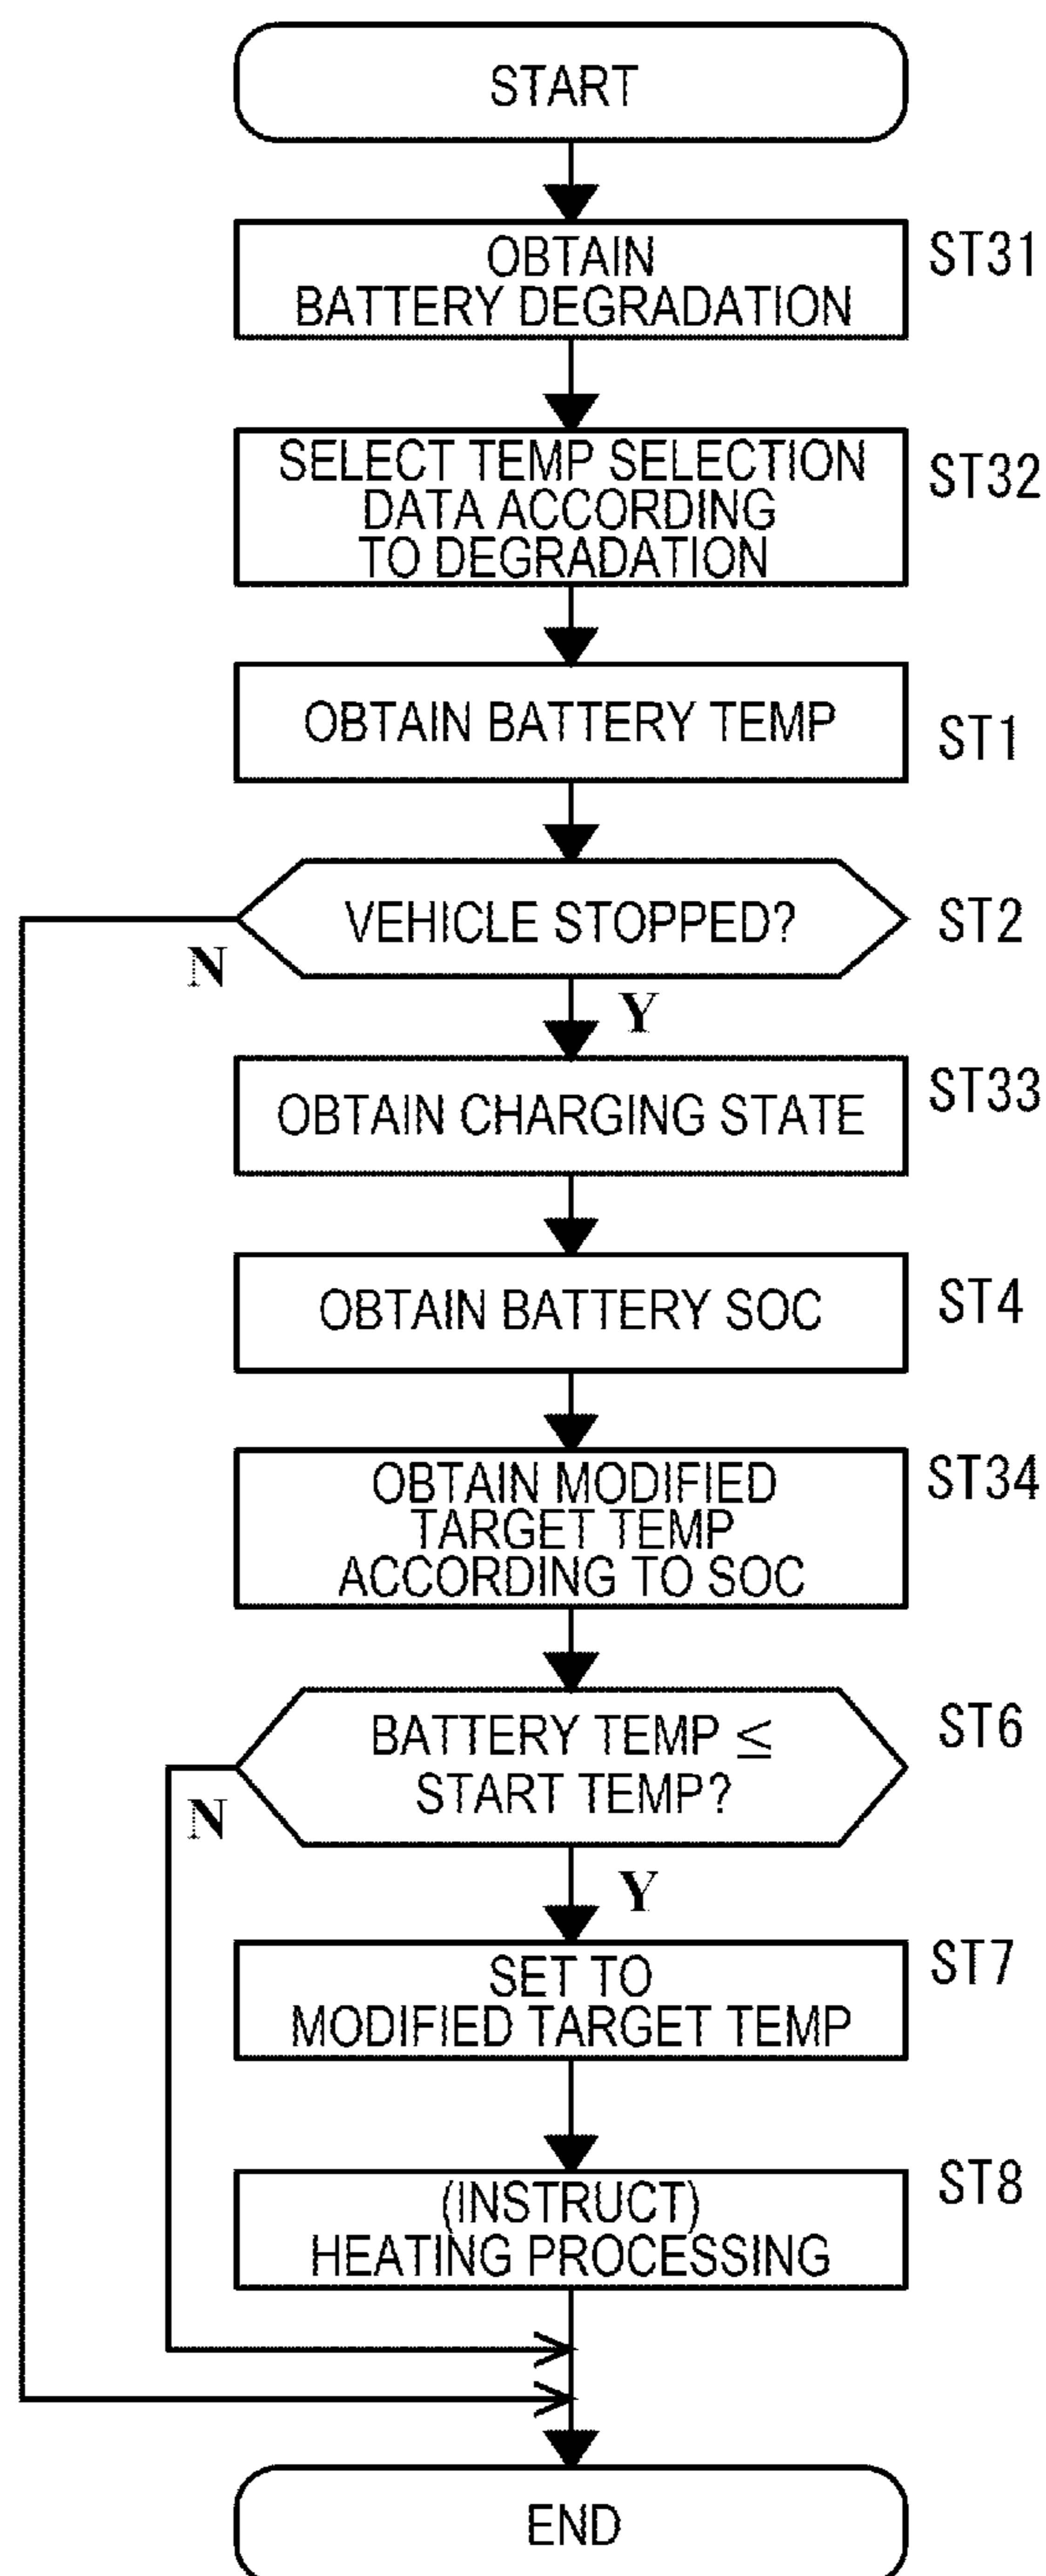 START
OBTAIN
BATTERY DEGRADATION
ST31
SELECT TEMP SELECTION
DATA ACCORDING
TO DEGRADATION
ST32
OBTAIN BATTERY TEMP
ST1
VEHICLE STOPPED?
ST2
N
Y
OBTAIN CHARGING STATE
ST33
OBTAIN BATTERY SOC
ST4
OBTAIN MODIFIED
TARGET TEMP
ACCORDING TO SOC
ST34
BATTERY TEMP ≤
START TEMP?
ST6
N
Y
SET TO
MODIFIED TARGET TEMP
ST7
(INSTRUCT)
HEATING PROCESSING
ST8
END